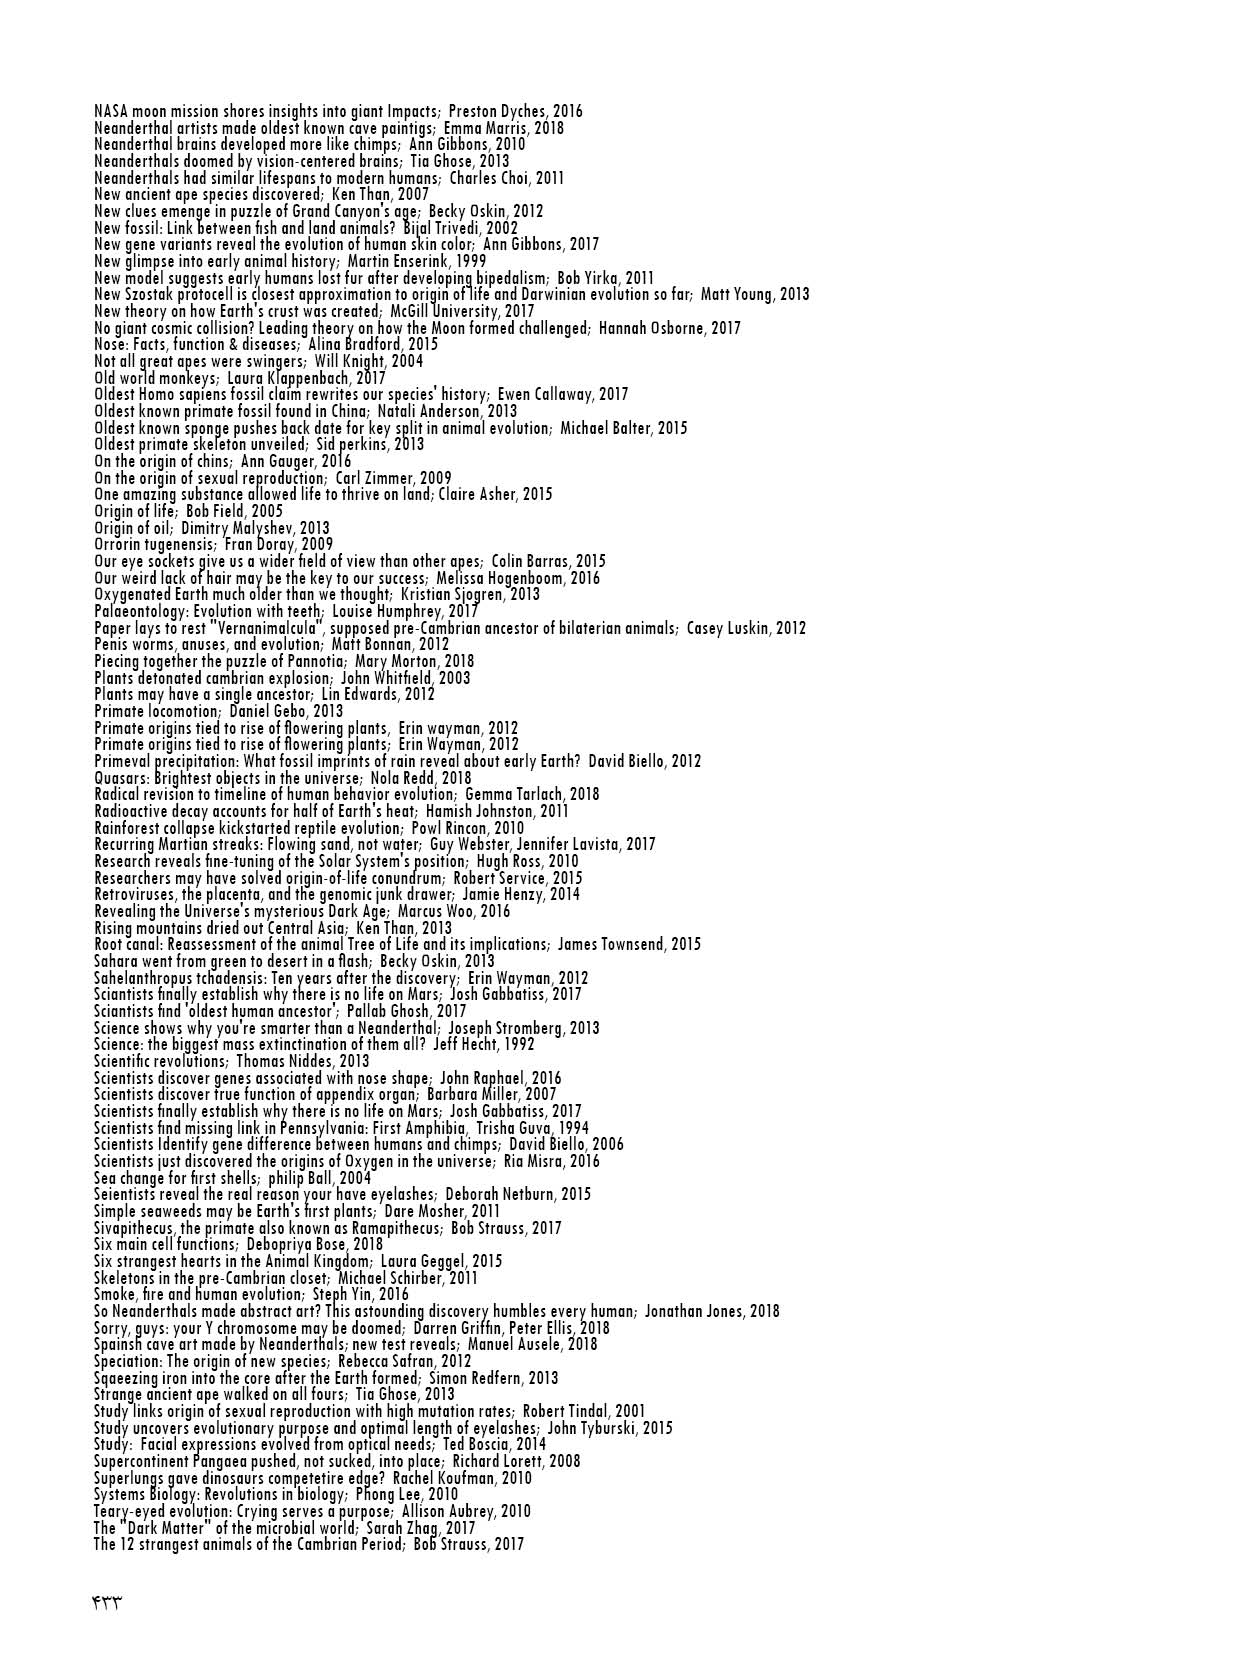 NASA moon mission shores insights into giant Impacts;  Preston Dyches, 2016
Neanderthal artists made oldest known cave paintigs;  Emma Marris, 2018
Neanderthal brains developed more like chimps;  Ann Gibbons, 2010
Neanderthals doomed by vision-centered brains;  Tia Ghose, 2013
Neanderthals had similar lifespans to modern humans;  Charles Choi, 2011
New ancient ape species discovered;  Ken Than, 2007
New clues emenge in puzzle of Grand Canyon's age;  Becky Oskin, 2012
New fossil: Link between fish and land animals?  Bijal Trivedi, 2002
New gene variants reveal the evolution of human skin color;  Ann Gibbons, 2017
New glimpse into early animal history;  Martin Enserink, 1999
New model suggests early humans lost fur after developing bipedalism;  Bob Yirka, 2011
New Szostak protocell is closest approximation to origin of life and Darwinian evolution so far;  Matt Young, 2013
New theory on how Earth's crust was created;  McGill University, 2017
No giant cosmic collision? Leading theory on how the Moon formed challenged;  Hannah Osborne, 2017
Nose: Facts, function & diseases;  Alina Bradford, 2015
Not all great apes were swingers;  Will Knight, 2004
Old world monkeys;  Laura Klappenbach, 2017
Oldest Homo sapiens fossil claim rewrites our species' history;  Ewen Callaway, 2017
Oldest known primate fossil found in China;  Natali Anderson, 2013
Oldest known sponge pushes back date for key split in animal evolution;  Michael Balter, 2015
Oldest primate skeleton unveiled;  Sid perkins, 2013
On the origin of chins;  Ann Gauger, 2016
On the origin of sexual reproduction;  Carl Zimmer, 2009
One amazing substance allowed life to thrive on land; Claire Asher, 2015
Origin of life;  Bob Field, 2005
Origin of oil;  Dimitry Malyshev, 2013
Orrorin tugenensis;  Fran Doray, 2009
Our eye sockets give us a wider field of view than other apes;  Colin Barras, 2015
Our weird lack of hair may be the key to our success;  Melissa Hogenboom, 2016
Oxygenated Earth much older than we thought;  Kristian Sjogren, 2013
Palaeontology: Evolution with teeth;  Louise Humphrey, 2017
Paper lays to rest "Vernanimalcula", supposed pre-Cambrian ancestor of bilaterian animals;  Casey Luskin, 2012
Penis worms, anuses, and evolution;  Matt Bonnan, 2012
Piecing together the puzzle of Pannotia;  Mary Morton, 2018
Plants detonated cambrian explosion;  John Whitfield, 2003
Plants may have a single ancestor;  Lin Edwards, 2012
Primate locomotion;  Daniel Gebo, 2013
Primate origins tied to rise of flowering plants,  Erin wayman, 2012
Primate origins tied to rise of flowering plants;  Erin Wayman, 2012
Primeval precipitation: What fossil imprints of rain reveal about early Earth?  David Biello, 2012
Quasars: Brightest objects in the universe;  Nola Redd, 2018
Radical revision to timeline of human behavior evolution;  Gemma Tarlach, 2018
Radioactive decay accounts for half of Earth's heat;  Hamish Johnston, 2011
Rainforest collapse kickstarted reptile evolution;  Powl Rincon, 2010
Recurring Martian streaks: Flowing sand, not water;  Guy Webster, Jennifer Lavista, 2017
Research reveals fine-tuning of the Solar System's position;  Hugh Ross, 2010
Researchers may have solved origin-of-life conundrum;  Robert Service, 2015
Retroviruses, the placenta, and the genomic junk drawer;  Jamie Henzy, 2014
Revealing the Universe's mysterious Dark Age;  Marcus Woo, 2016
Rising mountains dried out Central Asia;  Ken Than, 2013
Root canal: Reassessment of the animal Tree of Life and its implications;  James Townsend, 2015
Sahara went from green to desert in a flash;  Becky Oskin, 2013
Sahelanthropus tchadensis: Ten years after the discovery;  Erin Wayman, 2012
Sciantists finally establish why there is no life on Mars;  Josh Gabbatiss, 2017
Sciantists find 'oldest human ancestor';  Pallab Ghosh, 2017
Science shows why you're smarter than a Neanderthal;  Joseph Stromberg, 2013
Science: the biggest mass extinctination of them all?  Jeff Hecht, 1992
Scientific revolutions;  Thomas Niddes, 2013
Scientists discover genes associated with nose shape;  John Raphael, 2016
Scientists discover true function of appendix organ;  Barbara Miller, 2007
Scientists finally establish why there is no life on Mars;  Josh Gabbatiss, 2017
Scientists find missing link in Pennsylvania: First Amphibia,  Trisha Guva, 1994
Scientists Identify gene difference between humans and chimps;  David Biello, 2006
Scientists just discovered the origins of Oxygen in the universe;  Ria Misra, 2016
Sea change for first shells;  philip Ball, 2004
Seientists reveal the real reason your have eyelashes;  Deborah Netburn, 2015
Simple seaweeds may be Earth's first plants;  Dare Mosher, 2011
Sivapithecus, the primate also known as Ramapithecus;  Bob Strauss, 2017
Six main cell functions;  Debopriya Bose, 2018
Six strangest hearts in the Animal Kingdom;  Laura Geggel, 2015
Skeletons in the pre-Cambrian closet;  Michael Schirber, 2011
Smoke, fire and human evolution;  Steph Yin, 2016
So Neanderthals made abstract art? This astounding discovery humbles every human;  Jonathan Jones, 2018
Sorry, guys: your Y chromosome may be doomed;  Darren Griffin, Peter Ellis, 2018
Spainsh cave art made by Neanderthals; new test reveals;  Manuel Ausele, 2018
Speciation: The origin of new species;  Rebecca Safran, 2012
Sqaeezing iron into the core after the Earth formed;  Simon Redfern, 2013
Strange ancient ape walked on all fours;  Tia Ghose, 2013
Study links origin of sexual reproduction with high mutation rates;  Robert Tindal, 2001
Study uncovers evolutionary purpose and optimal length of eyelashes;  John Tyburski, 2015
Study:  Facial expressions evolved from optical needs;  Ted Boscia, 2014
Supercontinent Pangaea pushed, not sucked, into place;  Richard Lorett, 2008
Superlungs gave dinosaurs competetire edge?  Rachel Koufman, 2010
Systems Biology: Revolutions in biology;  Phong Lee, 2010
Teary-eyed evolution: Crying serves a purpose;  Allison Aubrey, 2010
The "Dark Matter" of the microbial world;  Sarah Zhag, 2017
The 12 strangest animals of the Cambrian Period;  Bob Strauss, 2017
۴۳۳